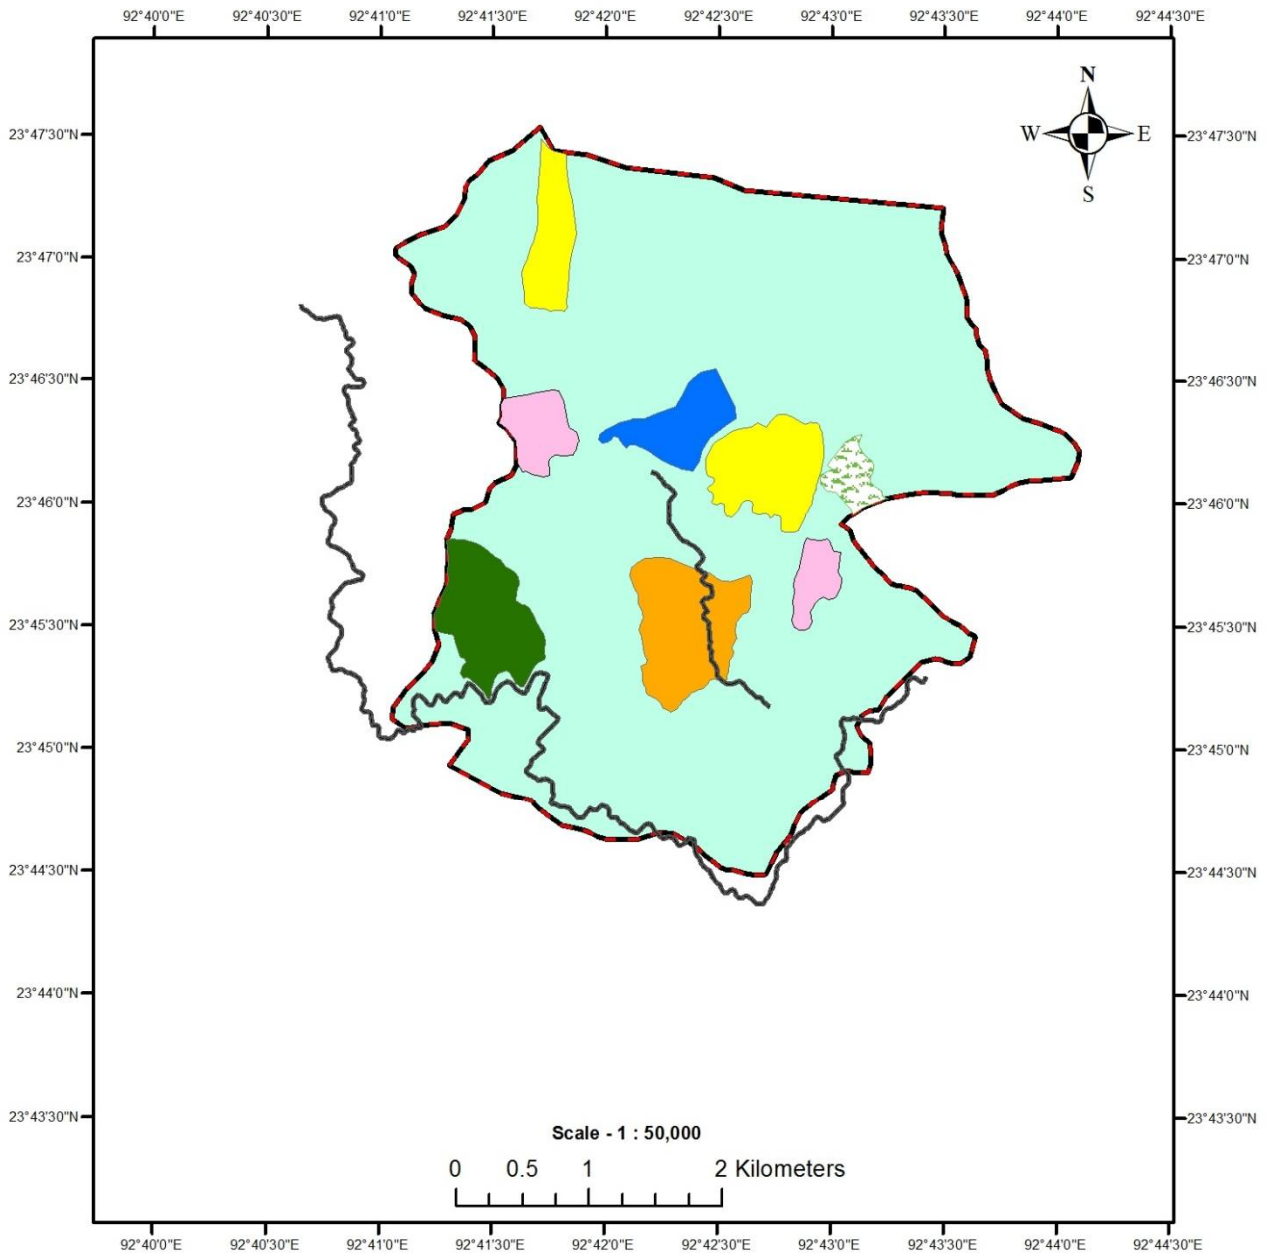 92°40'0"E 92°40'30"E 92°41'0"E 92°41'30"E 92°42'0"E 92°42'30"E 92°43'0"E 92°43'30"E 92°44'0"E 92°44'30"E
N
W E
S
23°47'30"N 23°47'30"N
23°47'0"N 23°47'0"N
23°46'30"N 23°46'30"N
23°46'0"N 23°46'0"N
23°45'30"N 23°45'30"N
23°45'0"N 23°45'0"N
23°44'30"N 23°44'30"N
23°44'0"N 23°44'0"N
23°43'30"N 23°43'30"N
Scale - 1 : 50,000
0 0.5 1 2 Kilometers
92°40'0"E 92°40'30"E 92°41'0"E 92°41'30"E 92°42'0"E 92°42'30"E 92°43'0"E 92°43'30"E 92°44'0"E 92°44'30"E